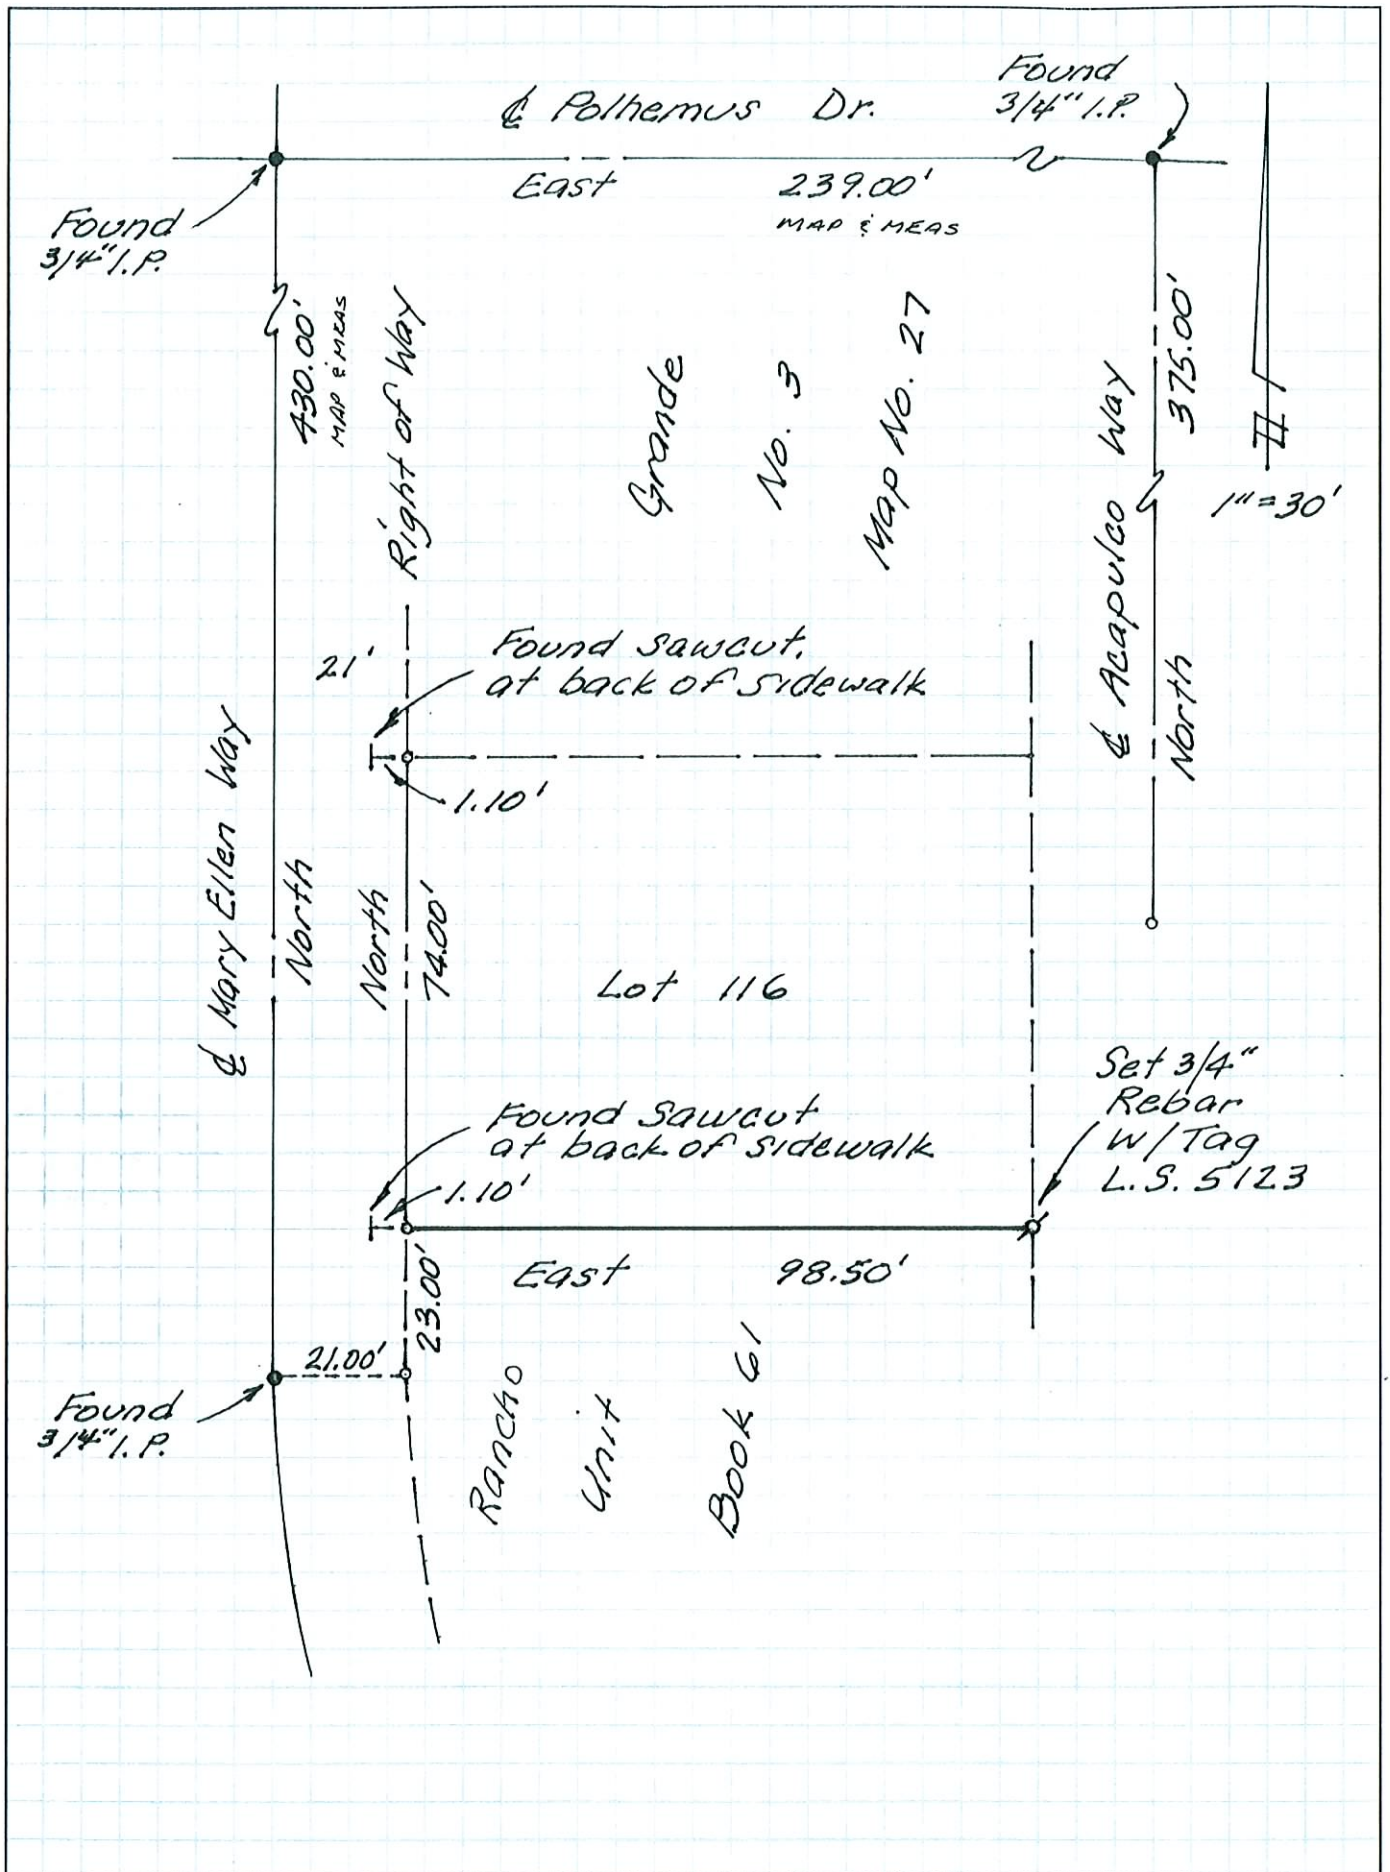 ℄ Polhemus Dr.
Found
3/4" I.P.
East 239.00'
MAP & MEAS
Found
3/4" I.P.
430.00'
MAP & MEAS
Right of Way
Grande
No. 3
Map No. 27
℄ Acapulco Way
375.00'
North
1"=30'
21'
Found Sawcut,
at back of sidewalk
1.10'
℄ Mary Ellen Way
North
North
74.00'
Lot 116
Set 3/4"
Rebar
W/Tag
L.S. 5123
Found Sawcut
at back of sidewalk
1.10'
East 98.50'
23.00'
21.00'
Found
3/4" I.P.
Rancho
Unit
Book 61